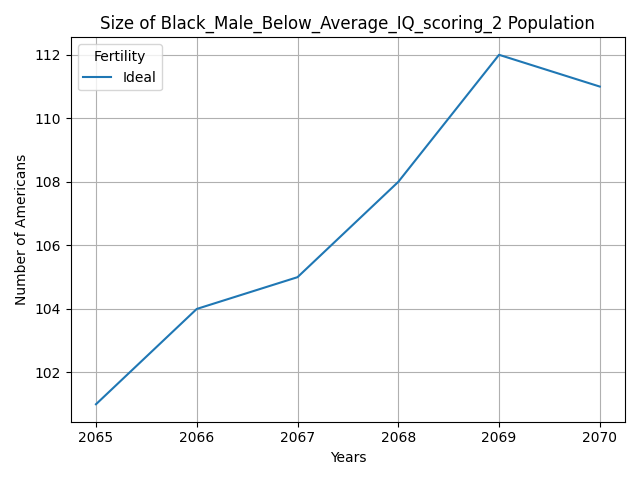 Size of Black_Male_Below_Average_IQ_scoring_2 Population
Fertility
Ideal
112
110
108
106
104
102
Number of Americans
2065 2066 2067 2068 2069 2070
Years